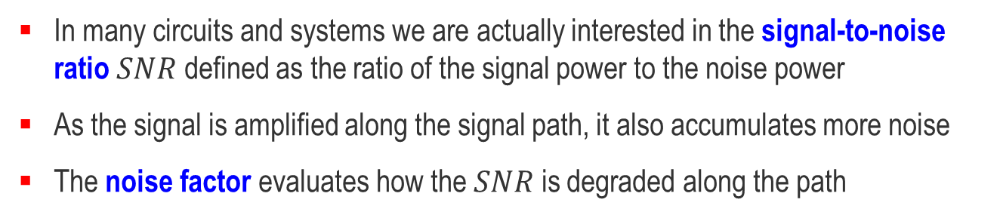 ▪ In many circuits and systems we are actually interested in the signal-to-noise
ratio SNR defined as the ratio of the signal power to the noise power
▪ As the signal is amplified along the signal path, it also accumulates more noise
▪ The noise factor evaluates how the SNR is degraded along the path